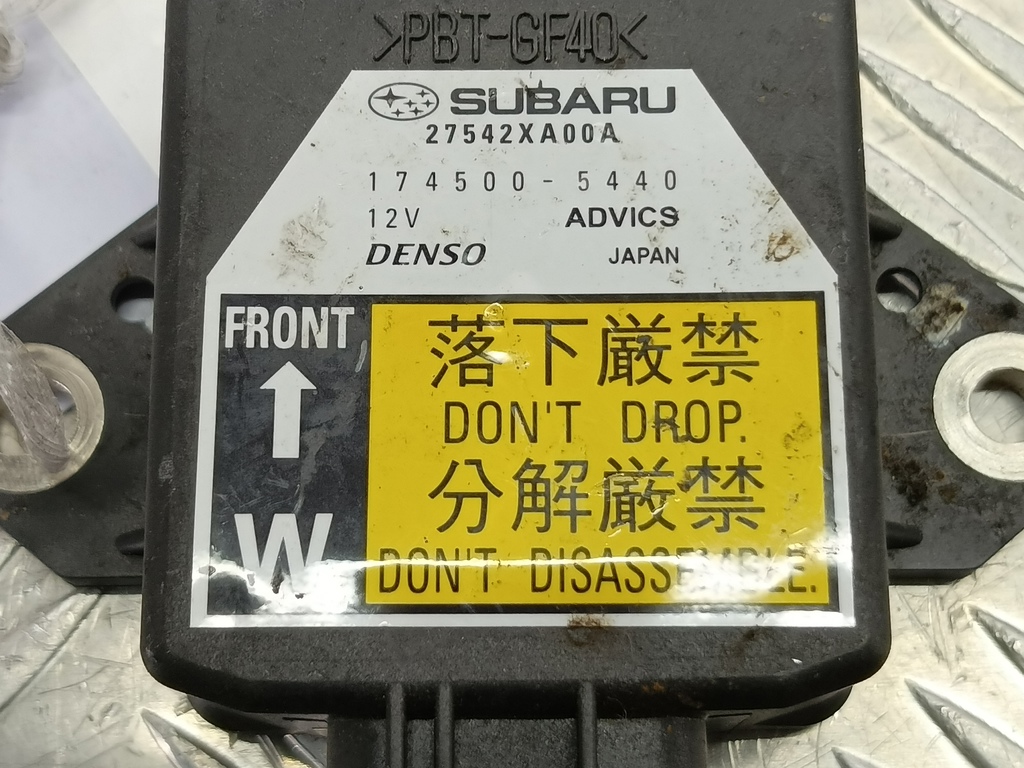 >PBT-GF40<
SUBARU
27542XA00A
174500-5440
12V ADVICS
DENSO JAPAN
FRONT
落下厳禁
DON'T DROP.
分解厳禁
W
DON'T DISASSEMBLE.